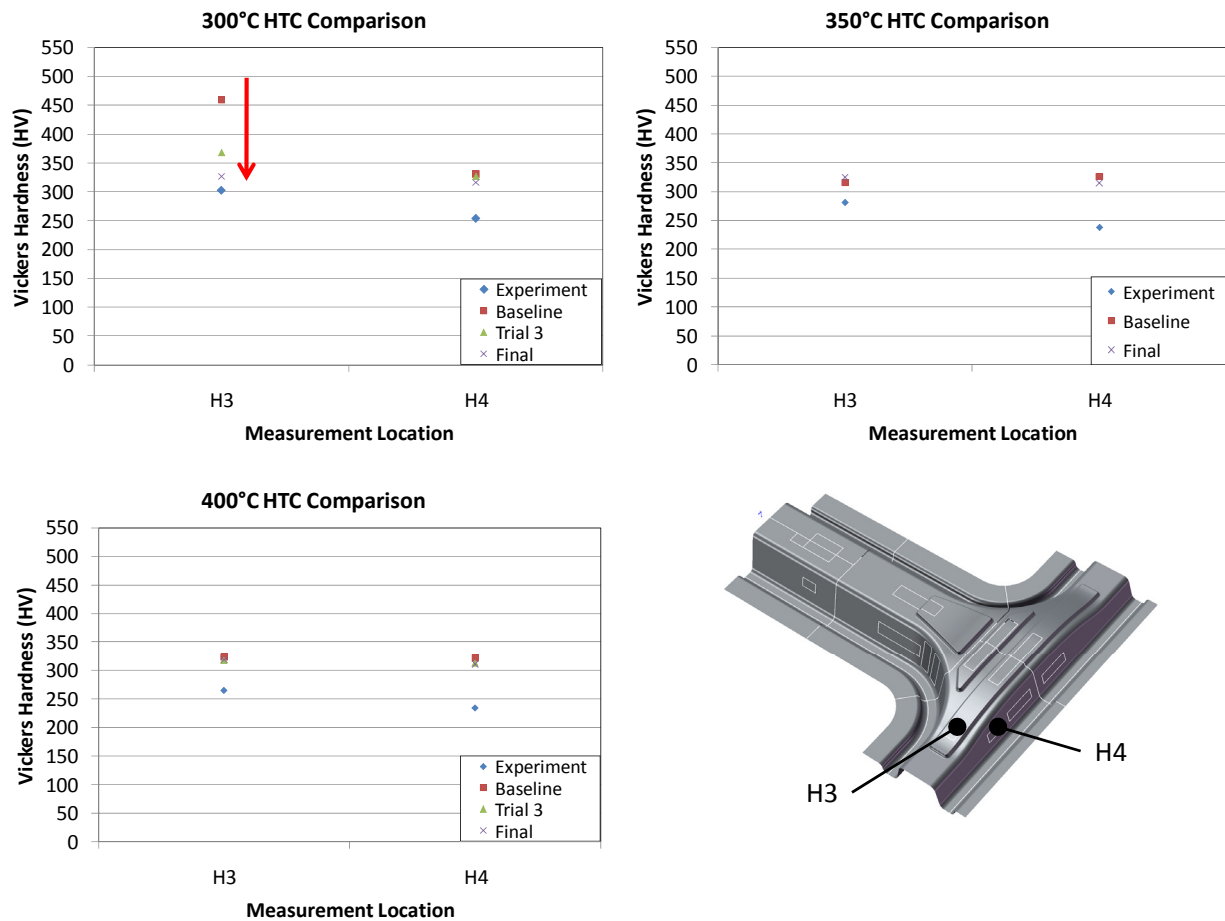 300°C HTC Comparison
550
500
450
400
350
300
250
200
150
100
50
0
Vickers Hardness (HV)
H3
H4
Measurement Location
Experiment
Baseline
Trial 3
Final
350°C HTC Comparison
550
500
450
400
350
300
250
200
150
100
50
0
Vickers Hardness (HV)
H3
H4
Measurement Location
Experiment
Baseline
Final
400°C HTC Comparison
550
500
450
400
350
300
250
200
150
100
50
0
Vickers Hardness (HV)
H3
H4
Measurement Location
Experiment
Baseline
Trial 3
Final
H3
H4